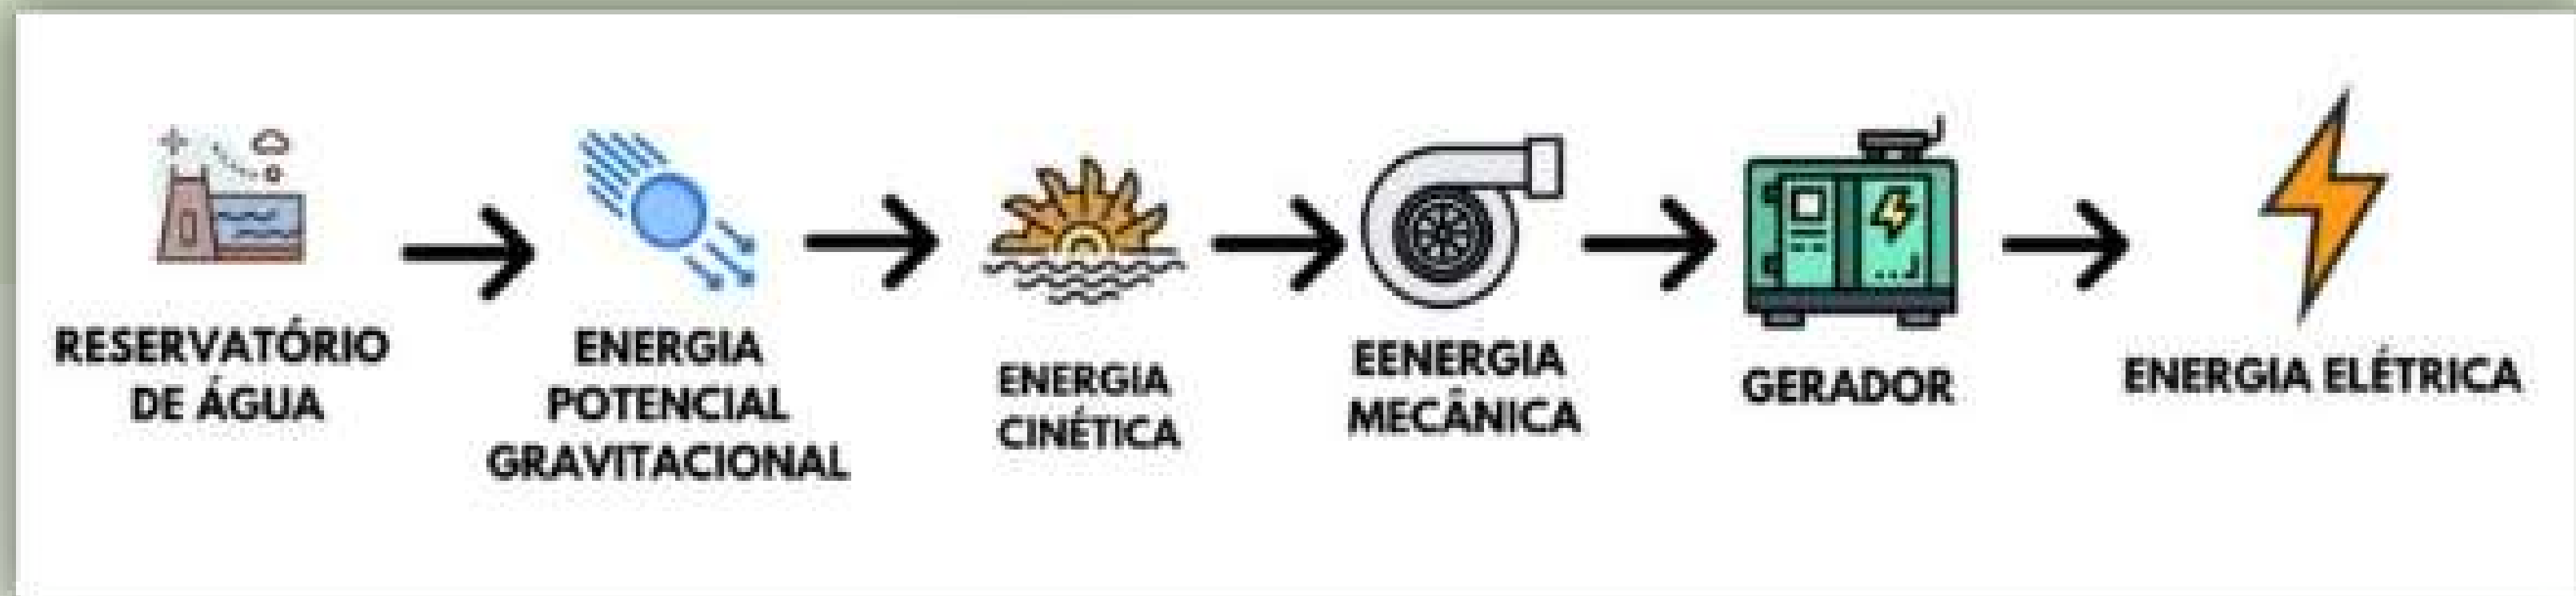 RESERVATÓRIO
DE ÁGUA
ENERGIA
POTENCIAL
GRAVITACIONAL
ENERGIA
CINÉTICA
EENERGIA
MECÂNICA
GERADOR
ENERGIA ELÉTRICA